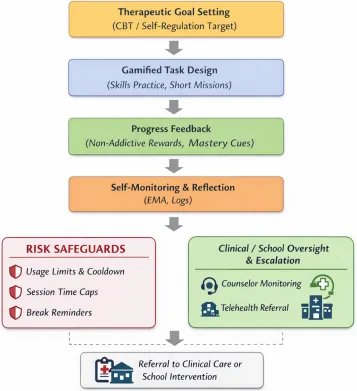 Therapeutic Goal Setting
(CBT / Self-Regulation Target)
Gamified Task Design
(Skills Practice, Short Missions)
Progress Feedback
(Non-Addictive Rewards, Mastery Cues)
Self-Monitoring & Reflection
(EMA, Logs)
RISK SAFEGUARDS
Usage Limits & Cooldown
Session Time Caps
Break Reminders
Clinical / School Oversight
& Escalation
Counselor Monitoring
Telehealth Referral
Referral to Clinical Care or
School Intervention